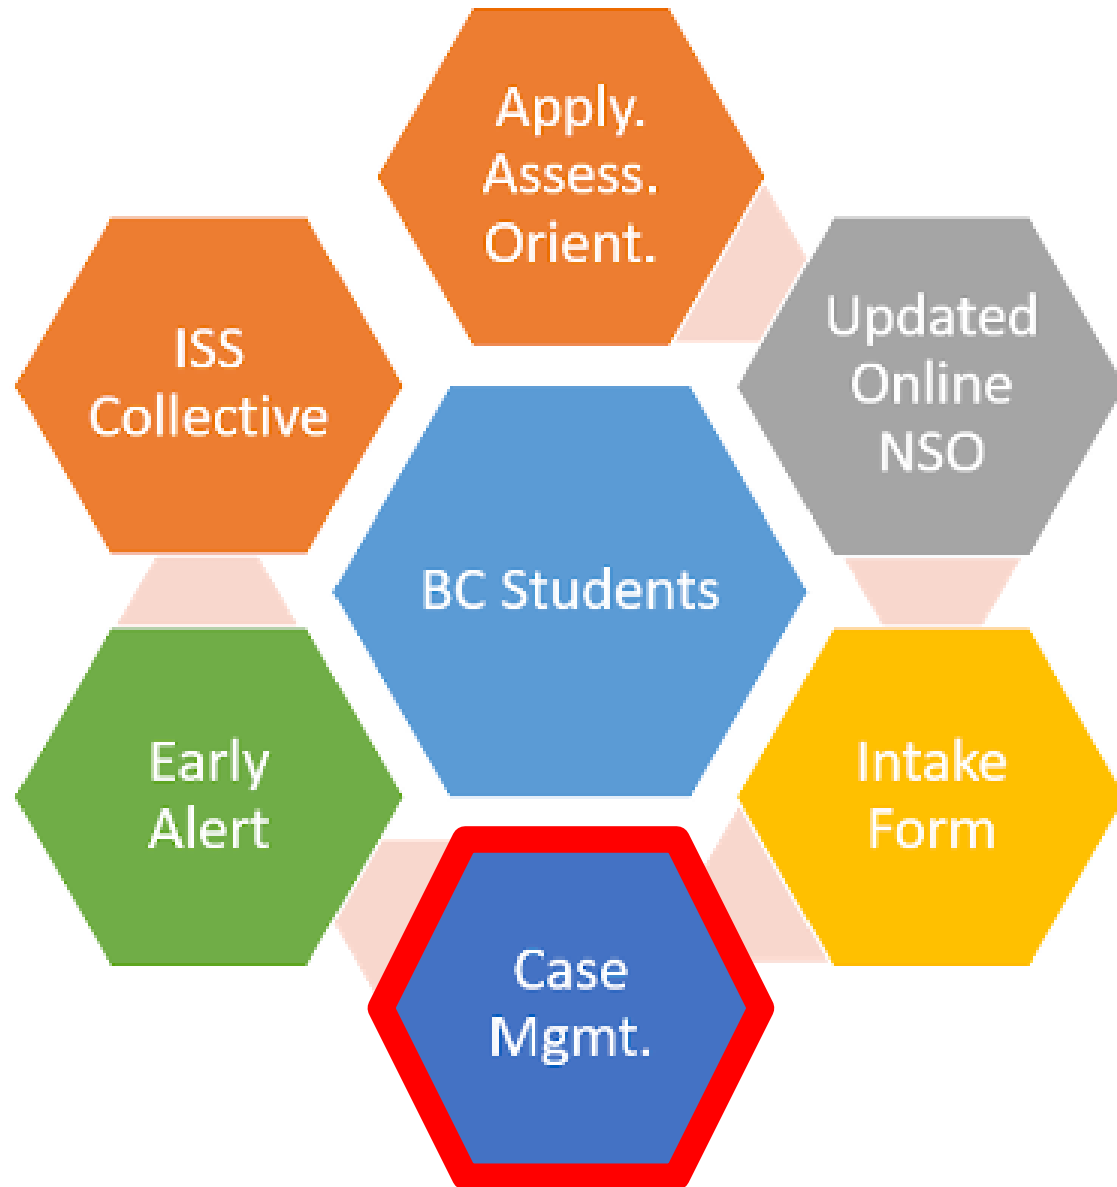 Apply.
Assess.
Orient.
Updated
Online
NSO
Intake
Form
Case
Mgmt.
Early
Alert
ISS
Collective
BC Students